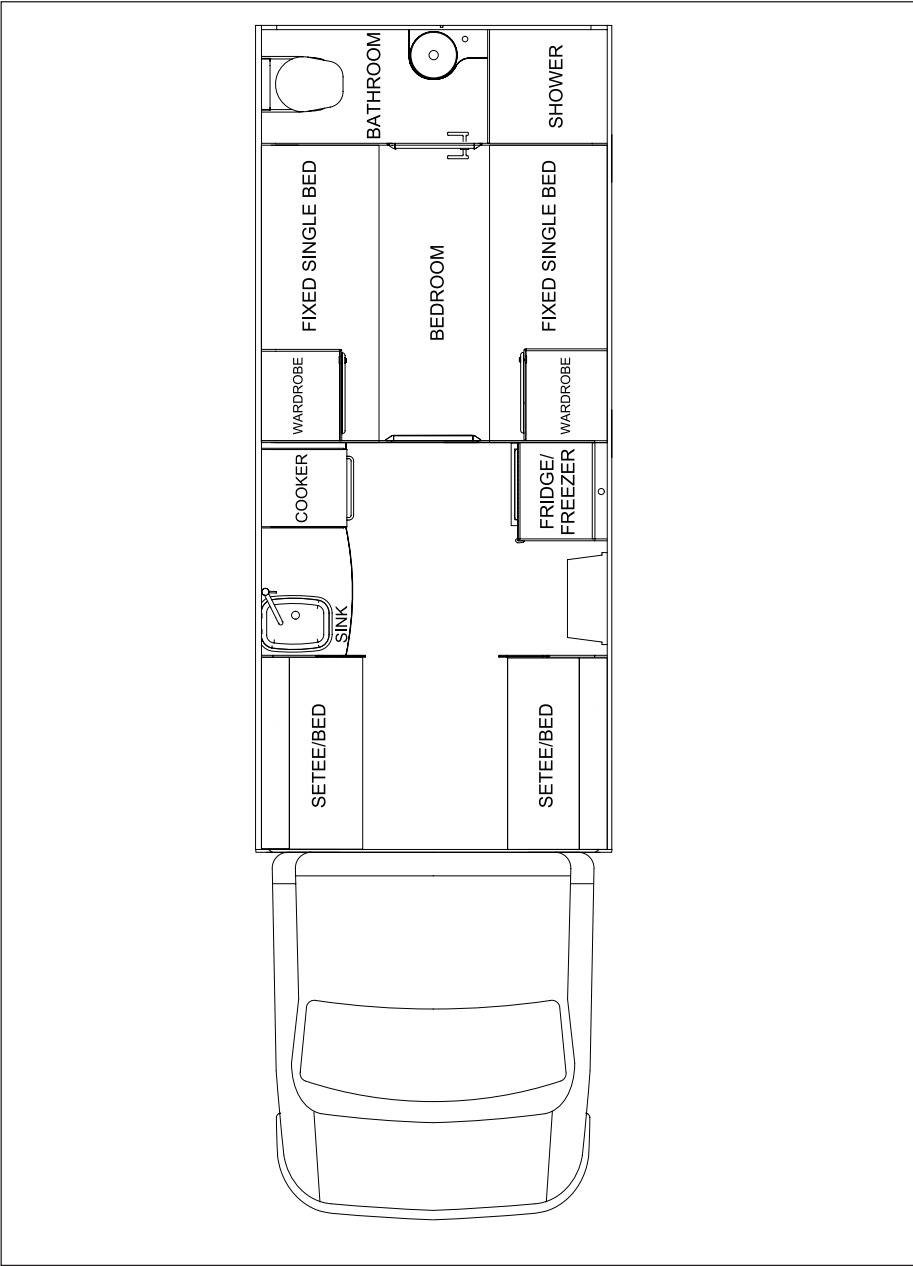 BATHROOM
SHOWER
FIXED SINGLE BED
BEDROOM
FIXED SINGLE BED
WARDROBE
WARDROBE
COOKER
FRIDGE/
FREEZER
SINK
SETEE/BED
SETEE/BED